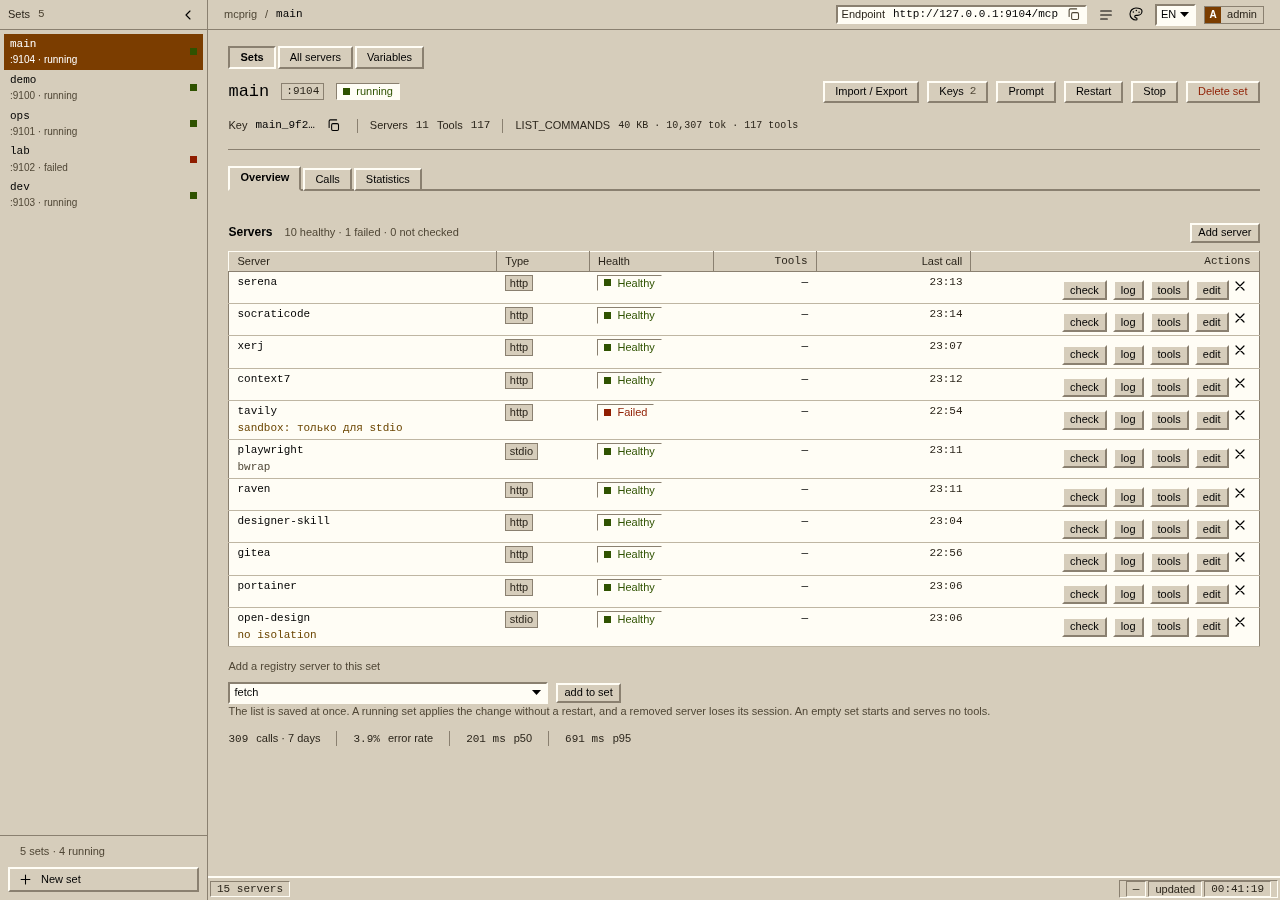 Sets 5
mcprig / main
Endpoint http://127.0.0.1:9104/mcp
EN
A admin
main
:9104 · running
demo
:9100 · running
ops
:9101 · running
lab
:9102 · failed
dev
:9103 · running
5 sets · 4 running
New set
Sets All servers Variables
main :9104 running
Import / Export Keys 2 Prompt Restart Stop Delete set
Key main_9f2… Servers 11 Tools 117 LIST_COMMANDS 40 KB · 10,307 tok · 117 tools
Overview Calls Statistics
Servers 10 healthy · 1 failed · 0 not checked Add server
Server Type Health Tools Last call Actions
serena http Healthy — 23:13 check log tools edit
socraticode http Healthy — 23:14 check log tools edit
xerj http Healthy — 23:07 check log tools edit
context7 http Healthy — 23:12 check log tools edit
tavily http Failed — 22:54 check log tools edit
sandbox: только для stdio
playwright stdio Healthy — 23:11 check log tools edit
bwrap
raven http Healthy — 23:11 check log tools edit
designer-skill http Healthy — 23:04 check log tools edit
gitea http Healthy — 22:56 check log tools edit
portainer http Healthy — 23:06 check log tools edit
open-design stdio Healthy — 23:06 check log tools edit
no isolation
Add a registry server to this set
fetch add to set
The list is saved at once. A running set applies the change without a restart, and a removed server loses its session. An empty set starts and serves no tools.
309 calls · 7 days 3.9% error rate 201 ms p50 691 ms p95
15 servers — updated 00:41:19